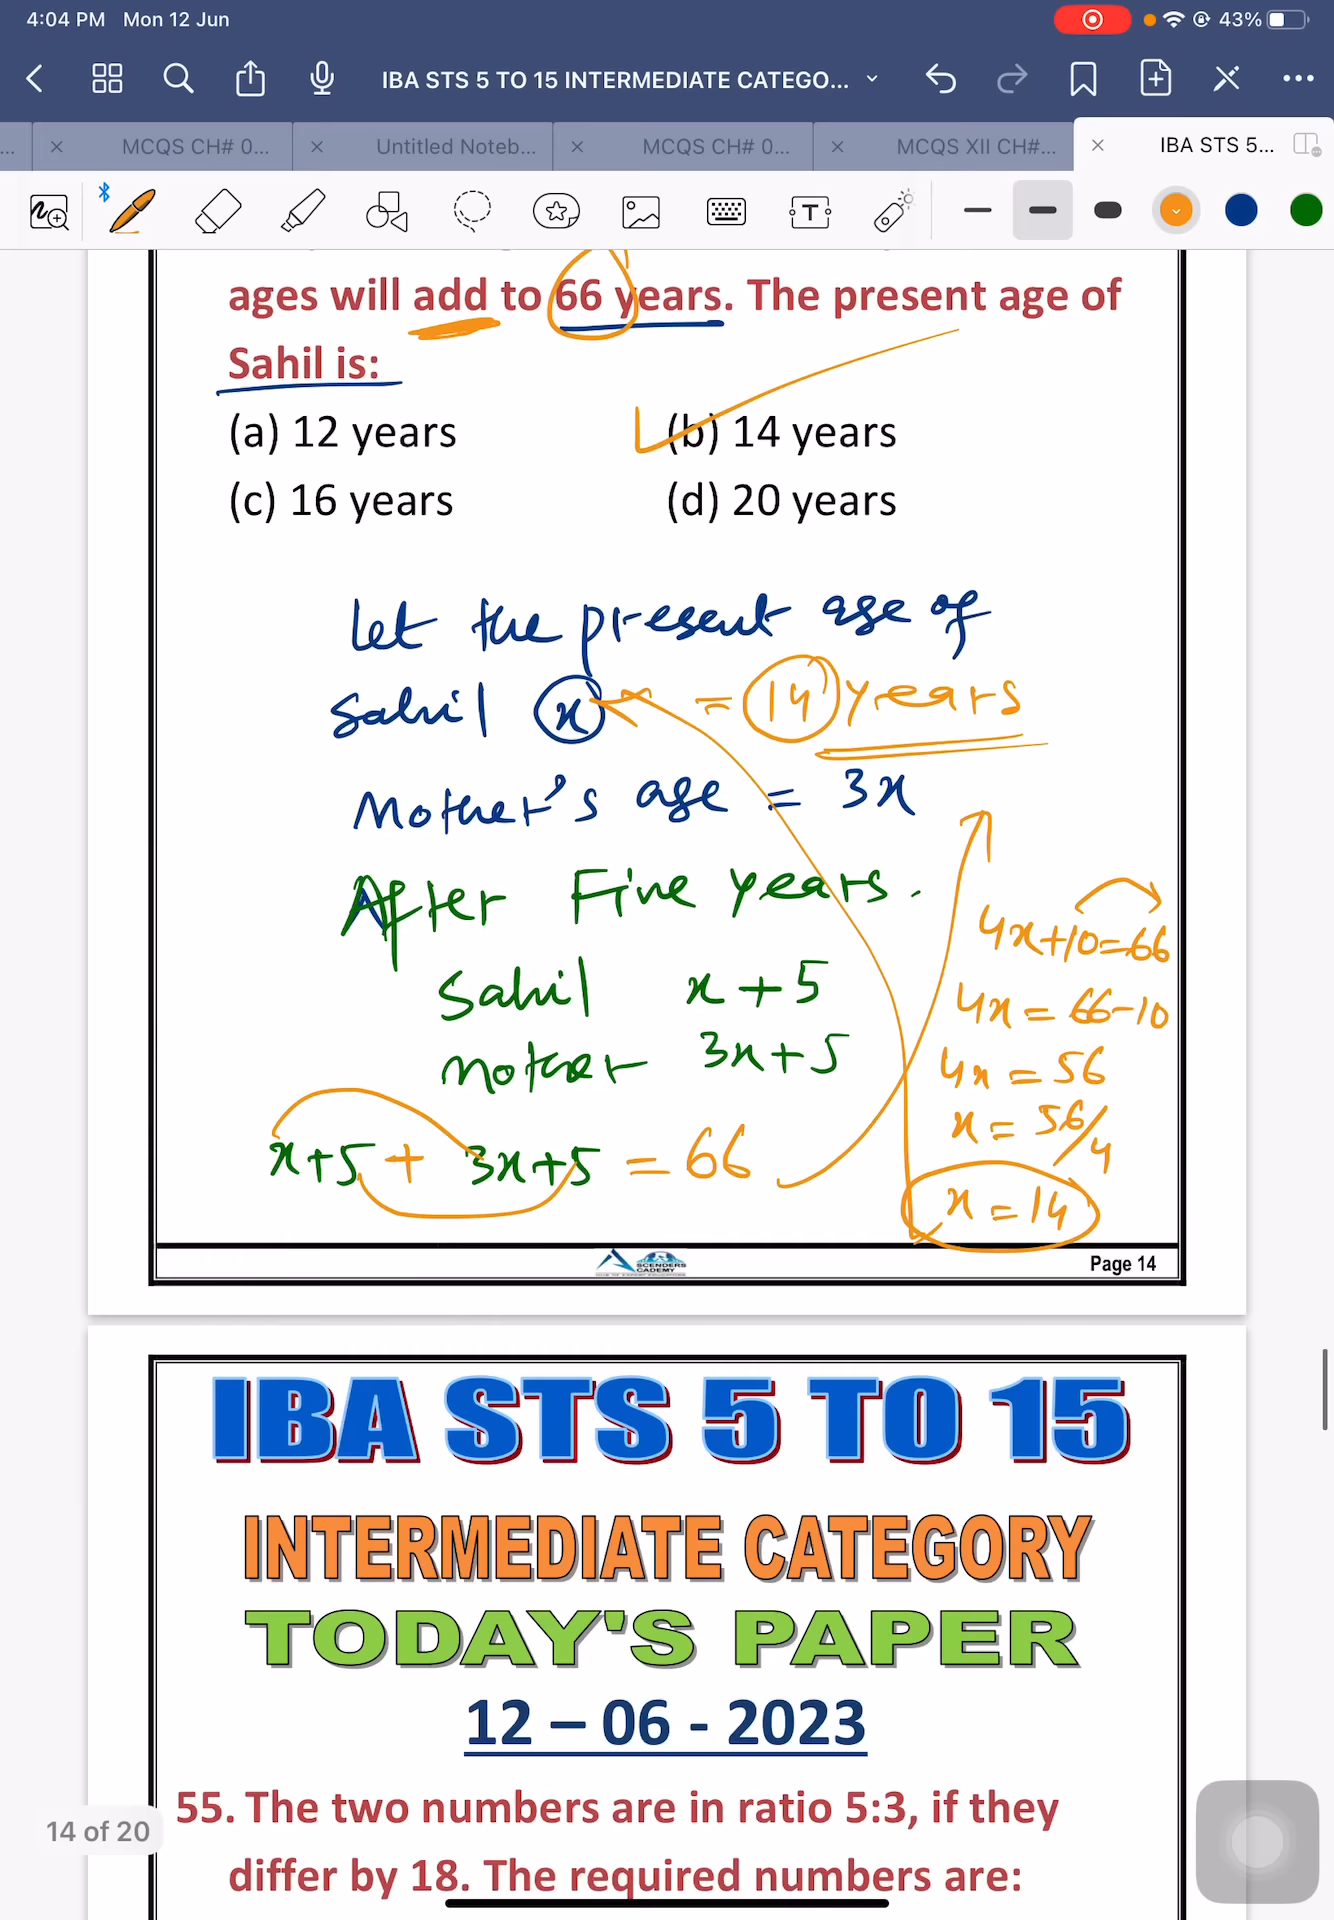 4:04 PM Mon 12 Jun
43%
IBA STS 5 TO 15 INTERMEDIATE CATEGO...
MCQS CH# 0...
Untitled Noteb...
MCQS CH# 0...
MCQS XII CH#...
IBA STS 5...
ages will add to 66 years. The present age of
Sahil is:
(a) 12 years (b) 14 years
(c) 16 years (d) 20 years
Let the present age of
Sahil x = 14 years
Mother's age = 3x
After Five years.
Sahil x+5
mother 3x+5
x+5 + 3x+5 = 66
4x+10=66
4x = 66-10
4x = 56
x = 56/4
x = 14
SCENDERS
CADEMY
Page 14
IBA STS 5 TO 15
INTERMEDIATE CATEGORY
TODAY'S PAPER
12 – 06 - 2023
55. The two numbers are in ratio 5:3, if they
differ by 18. The required numbers are:
14 of 20